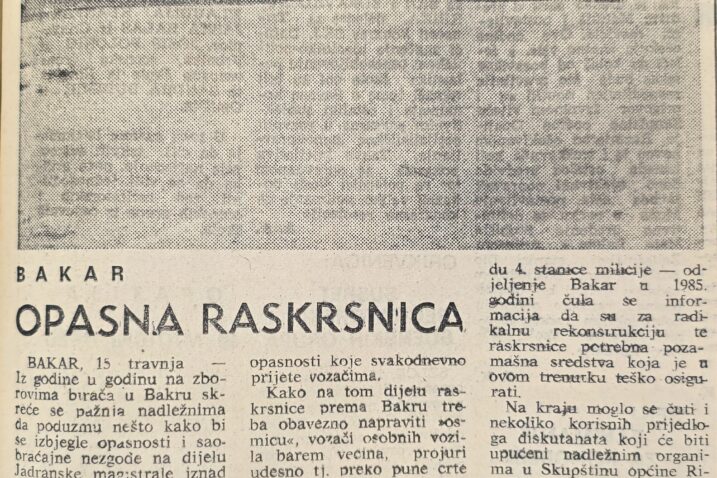 BAKAR
OPASNA RASKRSNICA
BAKAR, 15 travnja —
Iz godine u godinu na zbo-
rovima birača u Bakru skre-
će se pažnja nadležnima
da poduzmu nešto kako bi
se izbjegle opasnosti i sao-
braćajne nezgode na dijelu
Jadranske magistrale iznad
opasnosti koje svakodnevno
prijete vozačima.
Kako na tom dijelu ras-
krsnice prema Bakru tre-
ba obavezno napraviti »os-
micu«, vozači osobnih vozi-
la barem većina, projuri
udesno tj. preko pune crte
du 4. stanice milicije — od-
jeljenje Bakar u 1985.
godini čula se infor-
macija da su za radi-
kalnu rekonstrukciju te
raskrsnice potrebna poza-
mašna sredstva koja je u
ovom trenutku teško osigu-
rati.
Na kraju moglo se čuti i
nekoliko korisnih prijedlo-
ga diskutanata koji će biti
upućeni nadležnim organi-
ma u Skupštinu općine Ri-